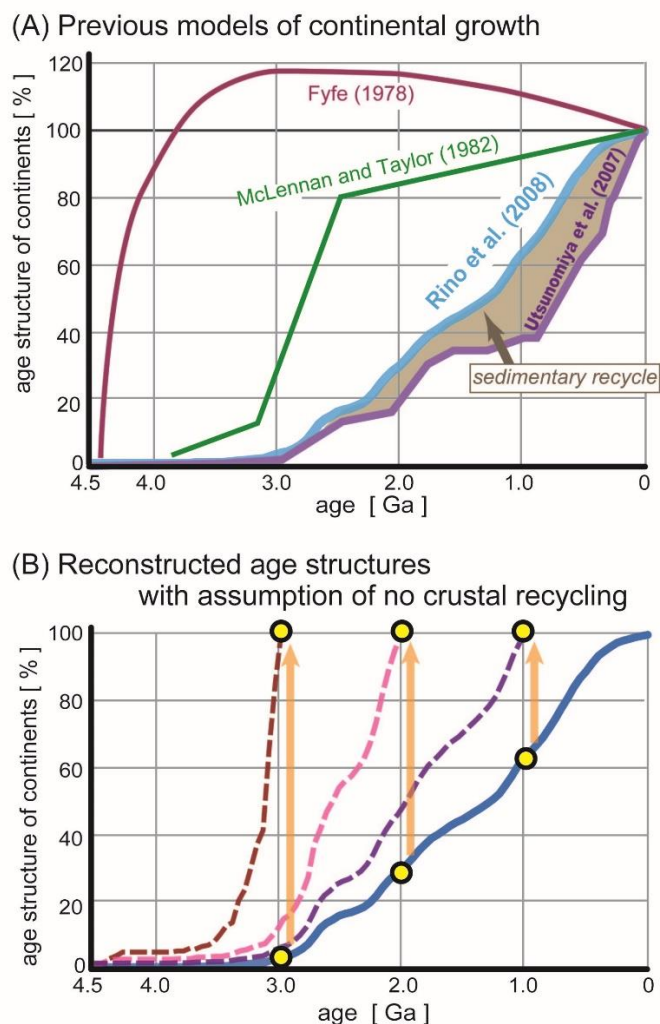 (A) Previous models of continental growth
age structure of continents [ % ]
120
100
80
60
40
20
0
Fyfe (1978)
McLennan and Taylor (1982)
Rino et al. (2008)
Utsunomiya et al. (2007)
sedimentary recycle
4.5 4.0 3.0 2.0 1.0 0
age [ Ga ]
(B) Reconstructed age structures
with assumption of no crustal recycling
age structure of continents [ % ]
100
80
60
40
20
0
4.5 4.0 3.0 2.0 1.0 0
age [ Ga ]